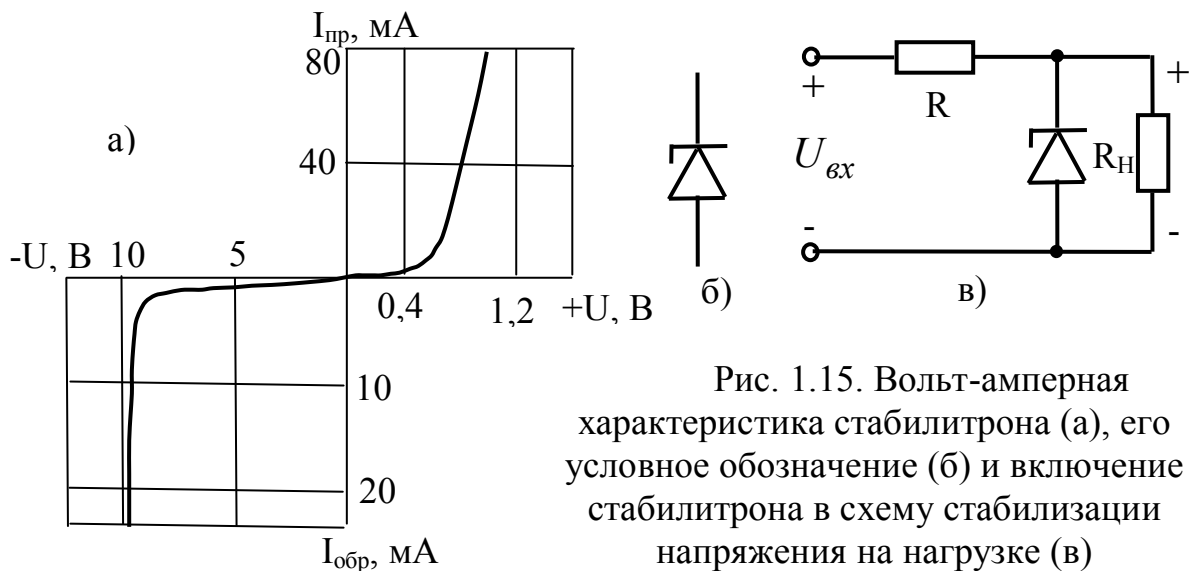 Iпр, мА
80
а)
40
-U, В
10
5
0,4
1,2
+U, В
10
20
Iобр, мА
б)
+
R
+
Uвх
RН
-
-
в)
Рис. 1.15. Вольт-амперная
характеристика стабилитрона (а), его
условное обозначение (б) и включение
стабилитрона в схему стабилизации
напряжения на нагрузке (в)